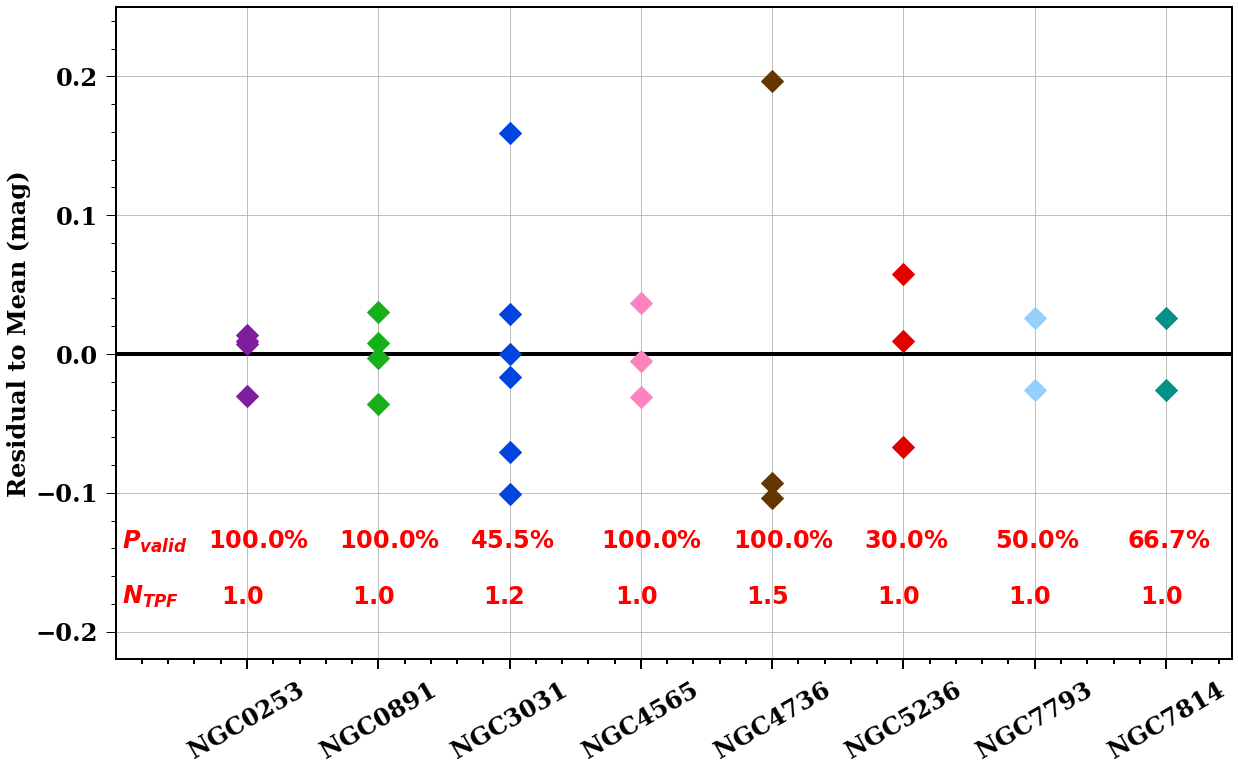 Residual to Mean (mag)
0.2
0.1
0.0
−0.1
−0.2
P_valid 100.0% 100.0% 45.5% 100.0% 100.0% 30.0% 50.0% 66.7%
N_TPF 1.0 1.0 1.2 1.0 1.5 1.0 1.0 1.0
NGC0253 NGC0891 NGC3031 NGC4565 NGC4736 NGC5236 NGC7793 NGC7814